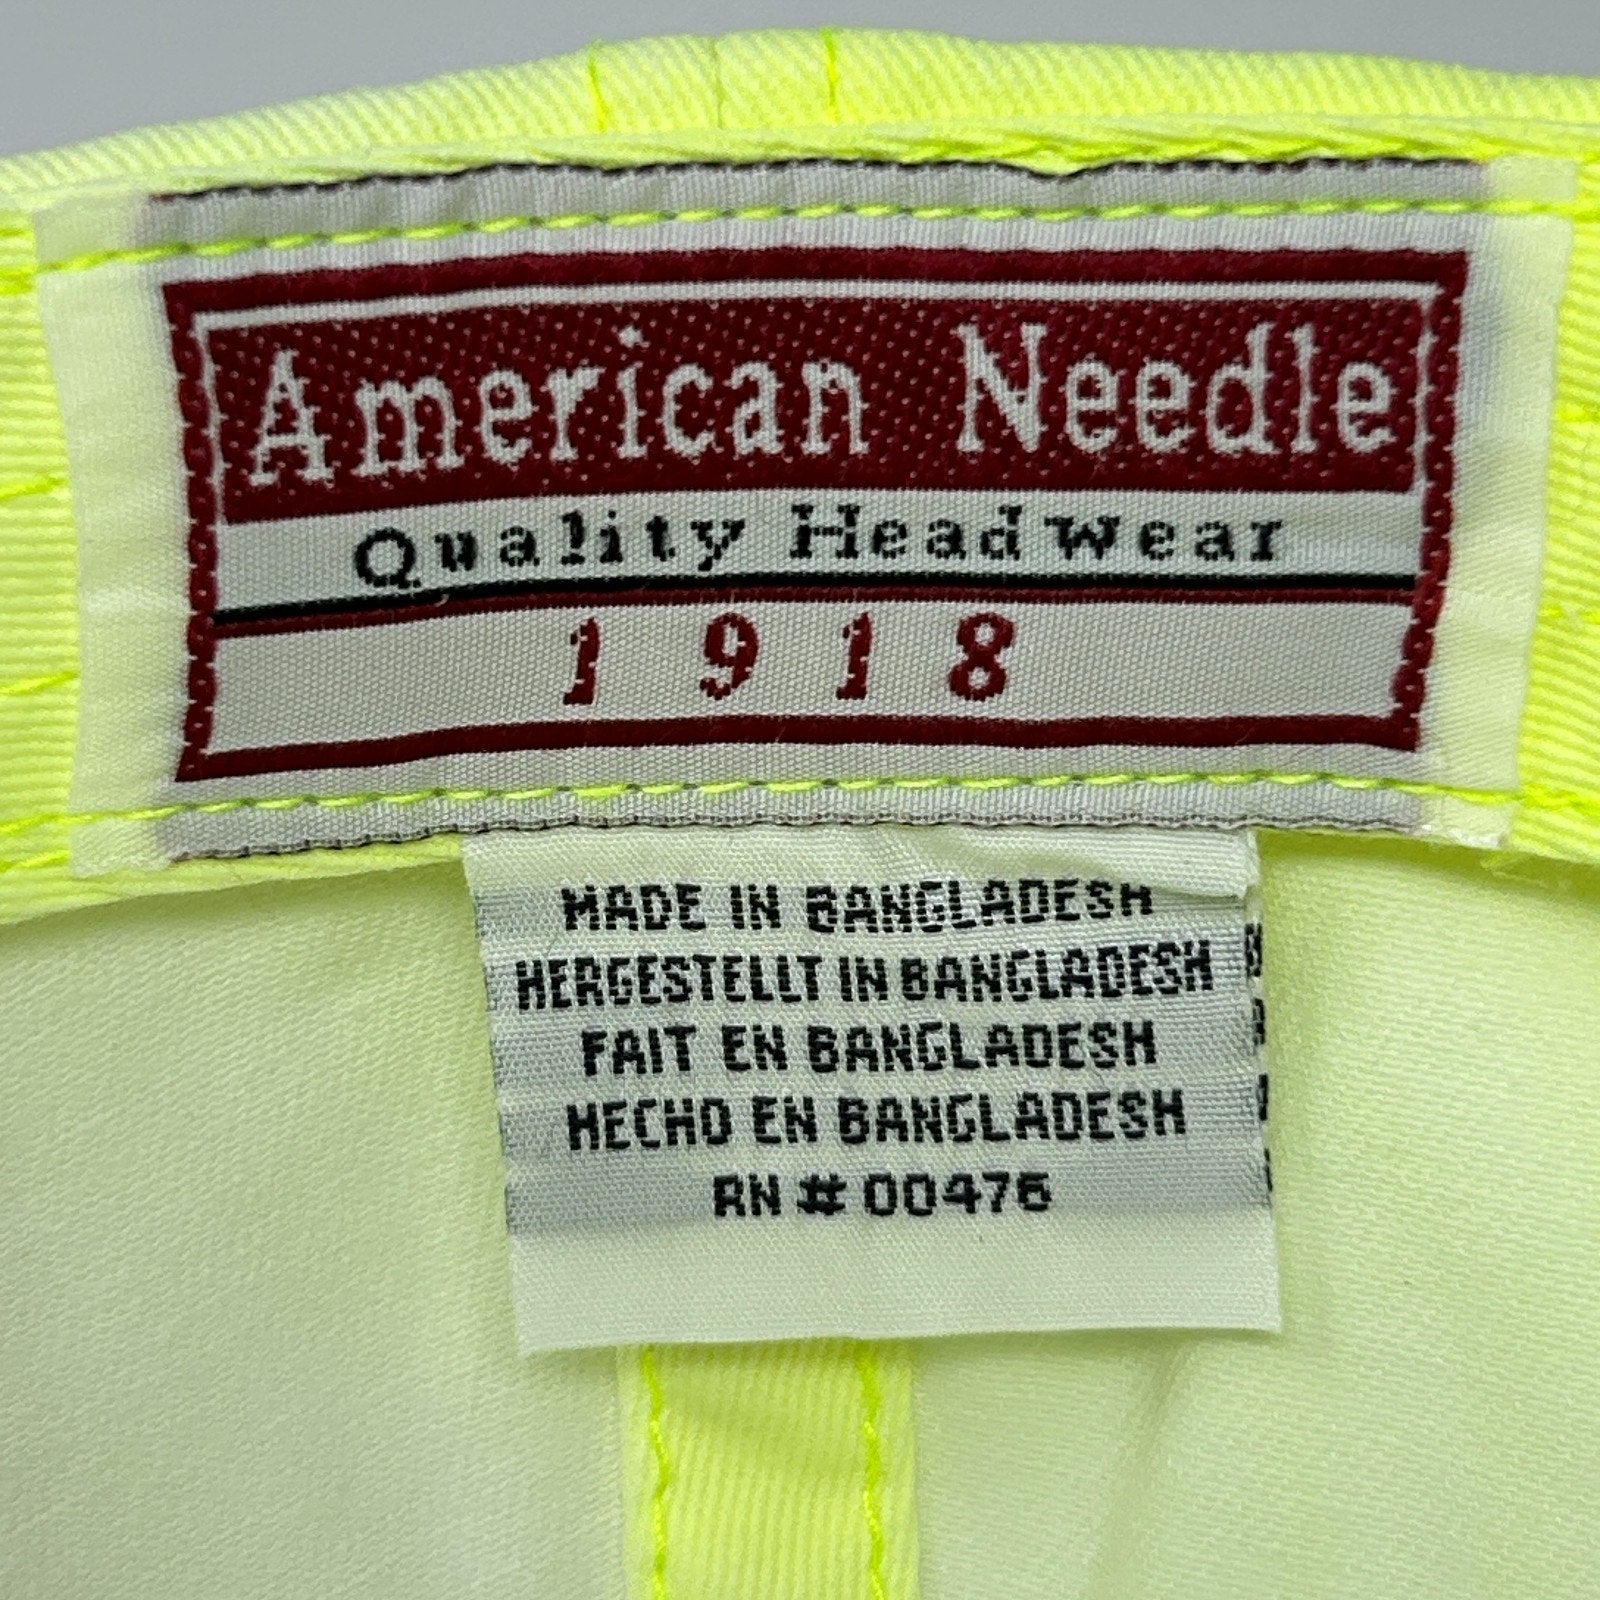 American Needle
Quality Headwear
1918
MADE IN BANGLADESH
HERGESTELLT IN BANGLADESH
FAIT EN BANGLADESH
HECHO EN BANGLADESH
RN # 00476